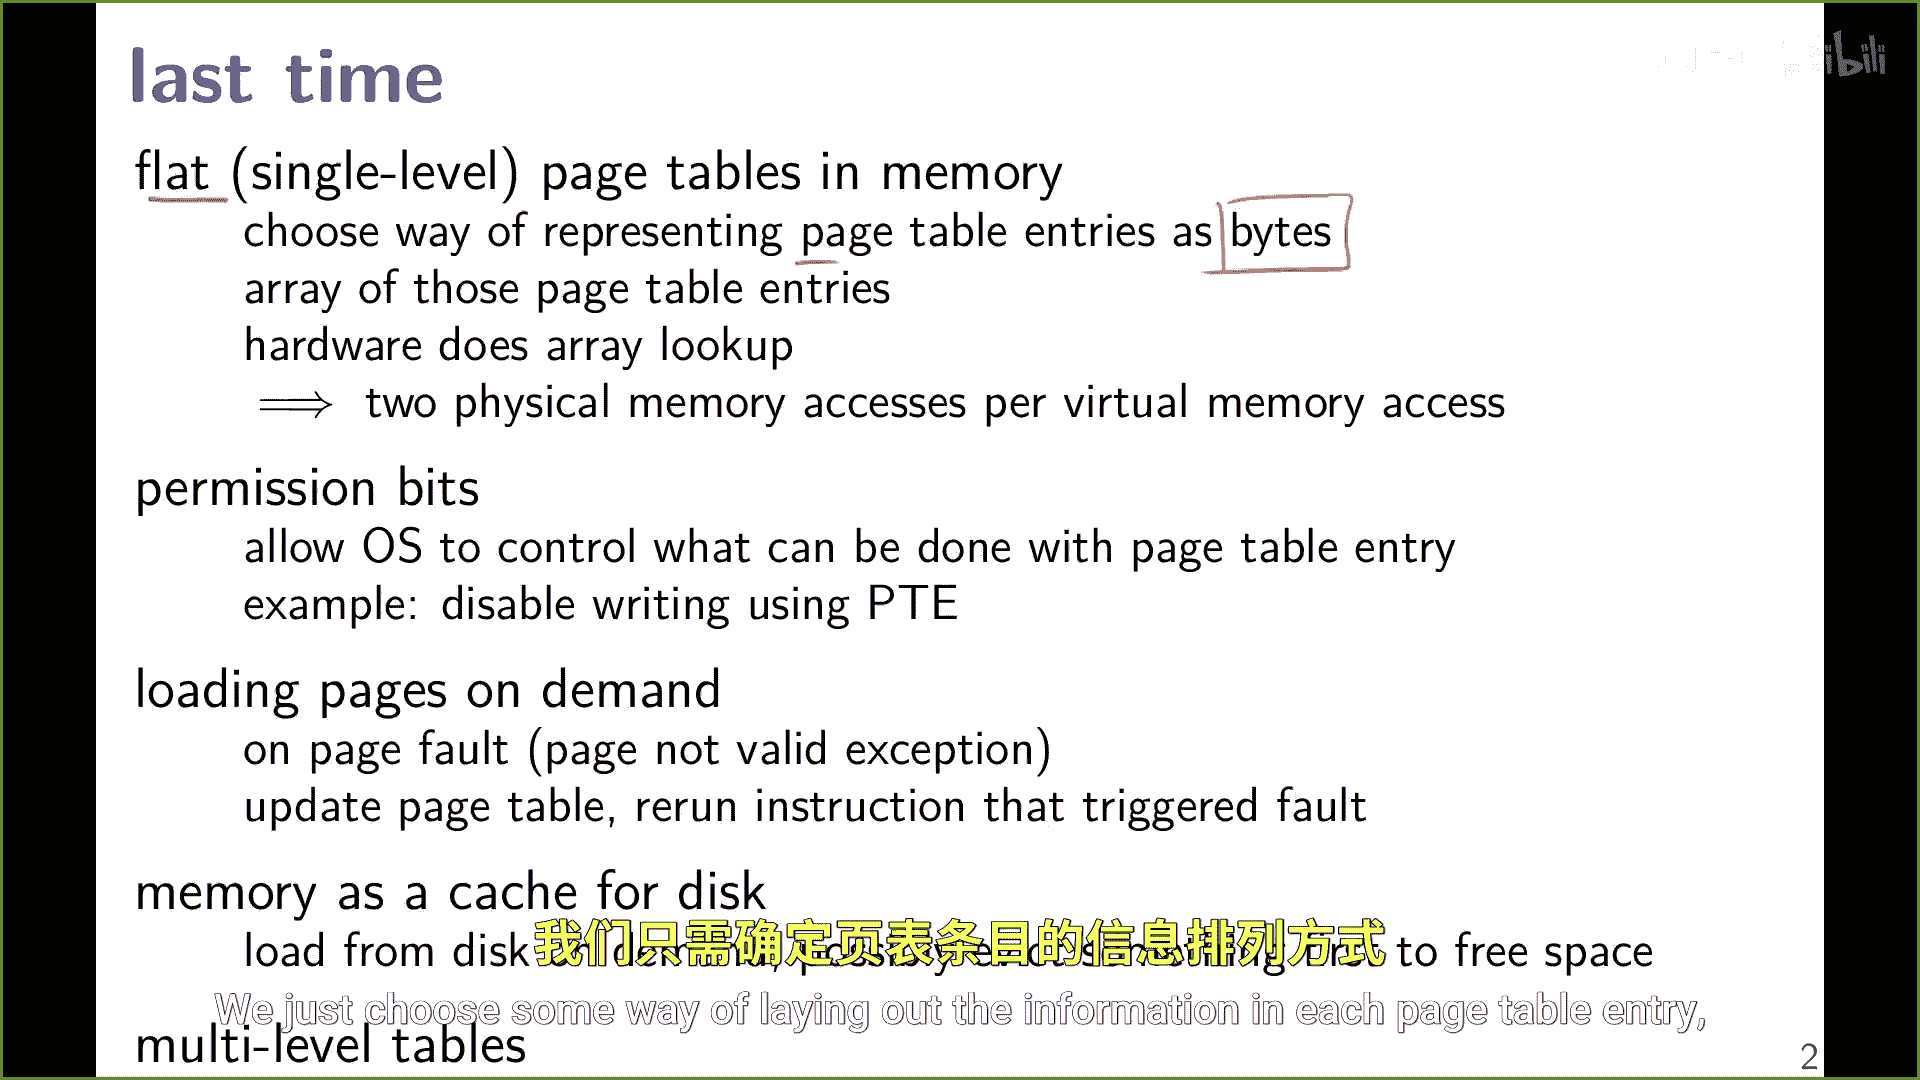 last time
flat (single-level) page tables in memory
choose way of representing page table entries as bytes
array of those page table entries
hardware does array lookup
⟹ two physical memory accesses per virtual memory access
permission bits
allow OS to control what can be done with page table entry
example: disable writing using PTE
loading pages on demand
on page fault (page not valid exception)
update page table, rerun instruction that triggered fault
memory as a cache for disk
load from disk to free space
我们只需确定页表条目的信息排列方式
We just choose some way of laying out the information in each page table entry,
multi-level tables
2